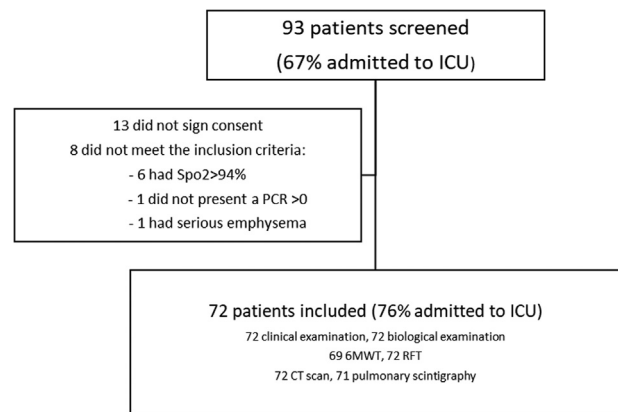 93 patients screened
(67% admitted to ICU)
13 did not sign consent
8 did not meet the inclusion criteria:
- 6 had Spo2>94%
- 1 did not present a PCR >0
- 1 had serious emphysema
72 patients included (76% admitted to ICU)
72 clinical examination, 72 biological examination
69 6MWT, 72 RFT
72 CT scan, 71 pulmonary scintigraphy